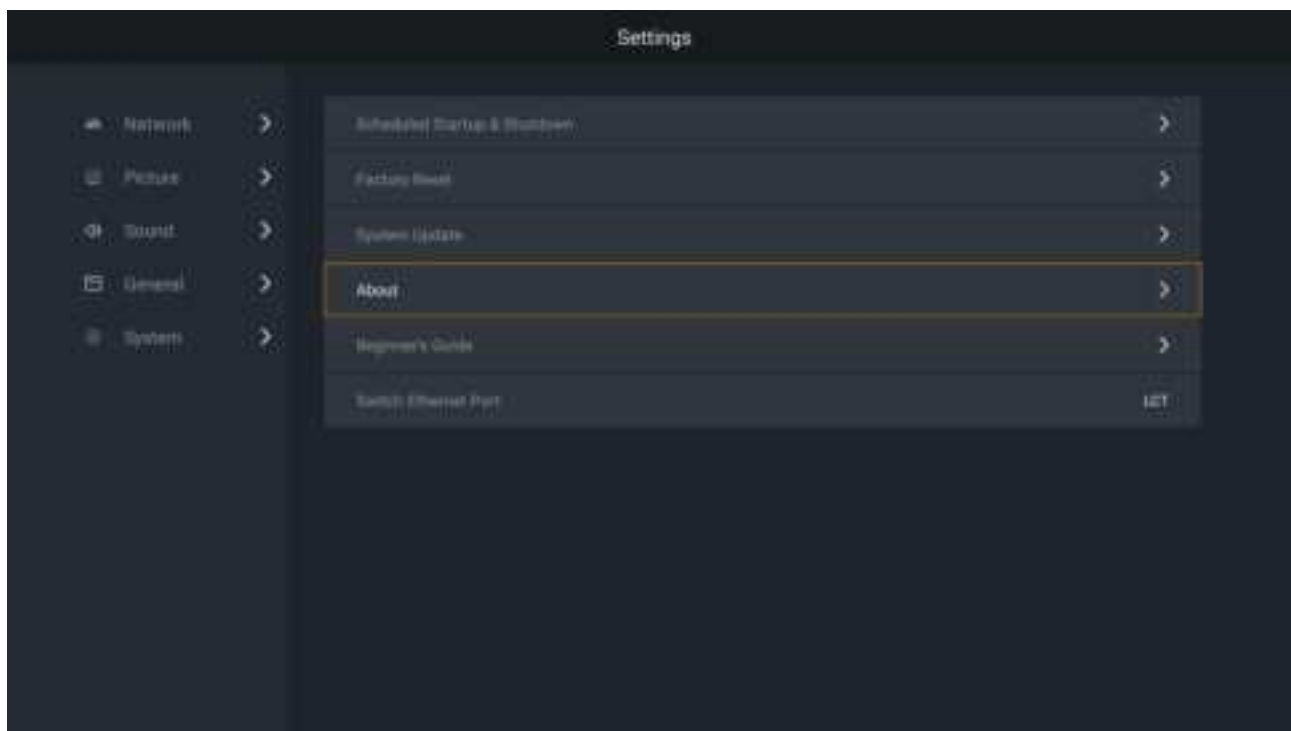 Settings
Network
Picture
Sound
General
System
Scheduled Startup & Shutdown
Factory Reset
System Update
About
Beginner's Guide
Switch Ethernet Port